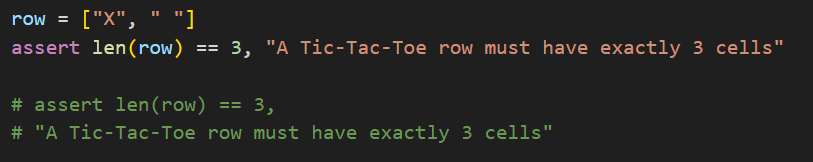 row = ["X", " "]
assert len(row) == 3, "A Tic-Tac-Toe row must have exactly 3 cells"
# assert len(row) == 3,
# "A Tic-Tac-Toe row must have exactly 3 cells"